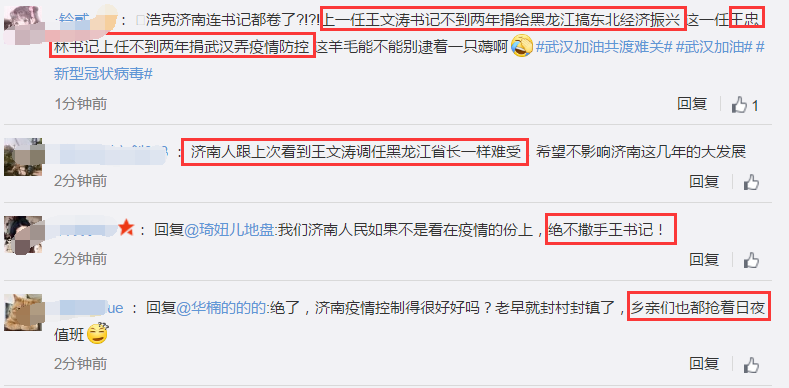 浩克济南连书记都卷了?!?!上一任王文涛书记不到两年捐给黑龙江搞东北经济振兴 这一任王忠
林书记上任不到两年捐武汉弄疫情防控 这羊毛能不能别逮着一只薅啊 #武汉加油共渡难关# #武汉加油# #
新型冠状病毒#
1分钟前
回复
1
: 济南人跟上次看到王文涛调任黑龙江省长一样难受 希望不影响济南这几年的大发展
2分钟前
回复
: 回复@琦妞儿地盘:我们济南人民如果不是看在疫情的份上,绝不撒手王书记!
2分钟前
回复
ue : 回复@华楠的的的:绝了,济南疫情控制得很好好吗?老早就封村封镇了,乡亲们也都抢着日夜
值班
2分钟前
回复